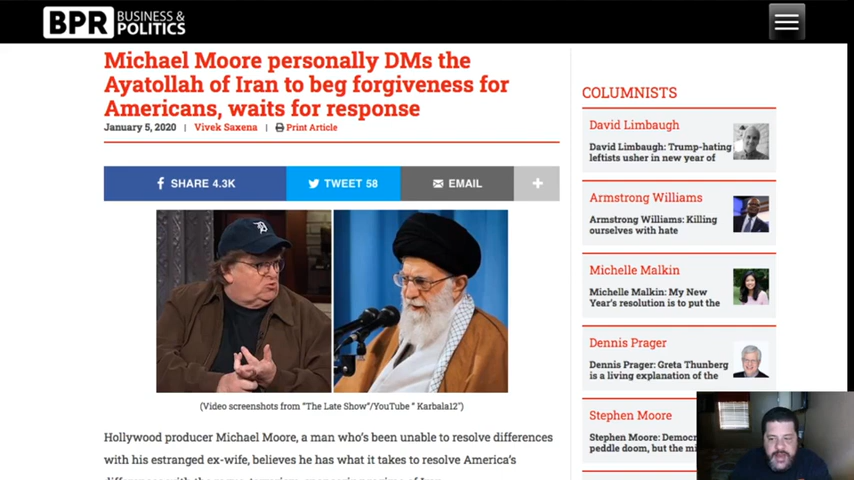 BPR BUSINESS &
POLITICS
Michael Moore personally DMs the
Ayatollah of Iran to beg forgiveness for
Americans, waits for response
January 5, 2020 | Vivek Saxena | Print Article
SHARE 4.3K
TWEET 58
EMAIL
+
(Video screenshots from "The Late Show"/YouTube " Karbala12")
Hollywood producer Michael Moore, a man who's been unable to resolve differences
with his estranged ex-wife, believes he has what it takes to resolve America's
COLUMNISTS
David Limbaugh
David Limbaugh: Trump-hating
leftists usher in new year of
Armstrong Williams
Armstrong Williams: Killing
ourselves with hate
Michelle Malkin
Michelle Malkin: My New
Year's resolution is to put the
Dennis Prager
Dennis Prager: Greta Thunberg
is a living explanation of the
Stephen Moore
Stephen Moore: Democ
peddle doom, but the mi